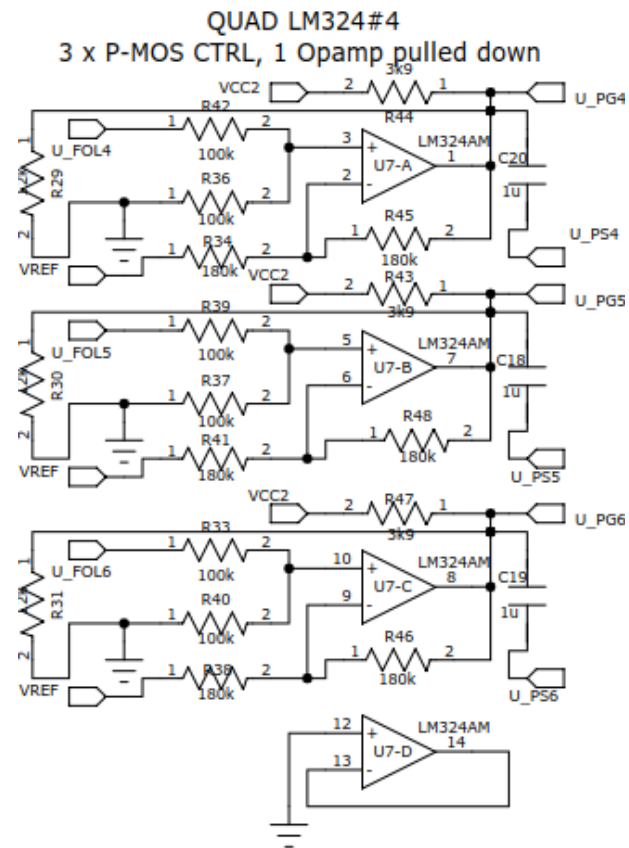 QUAD LM324#4
3 x P-MOS CTRL, 1 Opamp pulled down
VCC2 2 3k9 1 U_PG4
R44
R42
1 2
U_FOL4 100k
3 + LM324AM
U7-A 1
2 -
C20
1u
1
R29
2
R36
1 2
100k
R45
1 2
180k
U_PS4
R34
1 2
180k
VREF
VCC2 2 R43 1 U_PG5
3k9
R39
1 2
U_FOL5 100k
5 + LM324AM
U7-B 7
6 -
C18
1u
1
R30
2
R37
1 2
100k
R48
1 2
180k
R41
1 2
180k
VREF
U_PS5
VCC2 2 R47 1 U_PG6
3k9
R33
1 2
U_FOL6 100k
10 + LM324AM
U7-C 8
9 -
C19
1u
1
R31
2
R40
1 2
100k
R46
1 2
180k
R38
1 2
180k
VREF
U_PS6
12 + LM324AM
U7-D 14
13 -